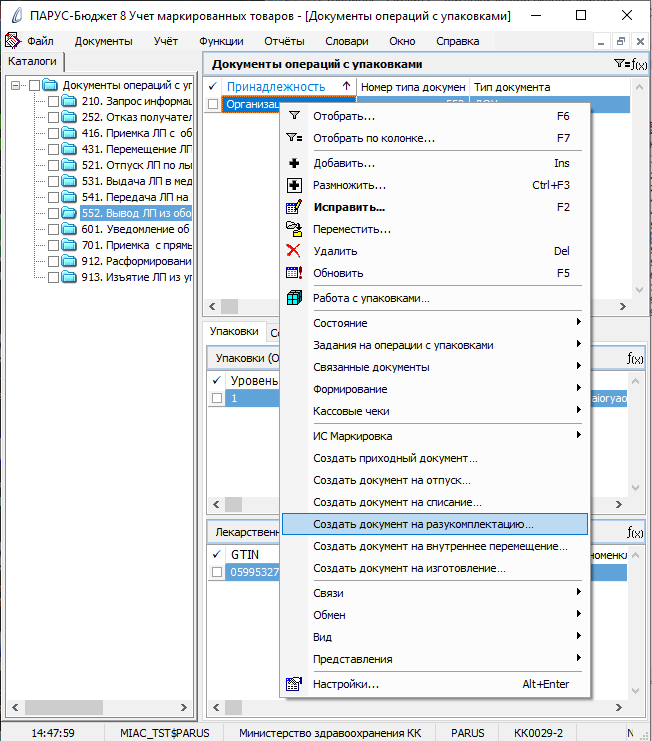 ПАРУС-Бюджет 8 Учет маркированных товаров - [Документы операций с упаковками]
Файл Документы Учёт Функции Отчёты Словари Окно Справка
Каталоги
Документы операций с уп
210. Запрос информаци
252. Отказ получател
416. Приемка ЛП с об
431. Перемещение ЛП
521. Отпуск ЛП по ль
531. Выдача ЛП в мед
541. Передача ЛП на
552. Вывод ЛП из обо
601. Уведомление об
701. Приемка с прямы
912. Расформировани
913. Изъятие ЛП из уп
Документы операций с упаковками
Принадлежность Номер типа докумен Тип документа
Организац
Отобрать... F6
Отобрать по колонке... F7
Добавить... Ins
Размножить... Ctrl+F3
Исправить... F2
Переместить...
Удалить Del
Обновить F5
Работа с упаковками...
Состояние
Задания на операции с упаковками
Связанные документы
Формирование
Кассовые чеки
ИС Маркировка
Создать приходный документ...
Создать документ на отпуск...
Создать документ на списание...
Создать документ на разукомплектацию...
Создать документ на внутреннее перемещение...
Создать документ на изготовление...
Связи
Обмен
Вид
Представления
Настройки... Alt+Enter
Упаковки Со
Упаковки (О f(x)
Уровень
1 aioryao
Лекарственн f(x)
GTIN номенкл
05995327
14:47:59 MIAC_TST$PARUS Министерство здравоохранения КК PARUS KK0029-2 N